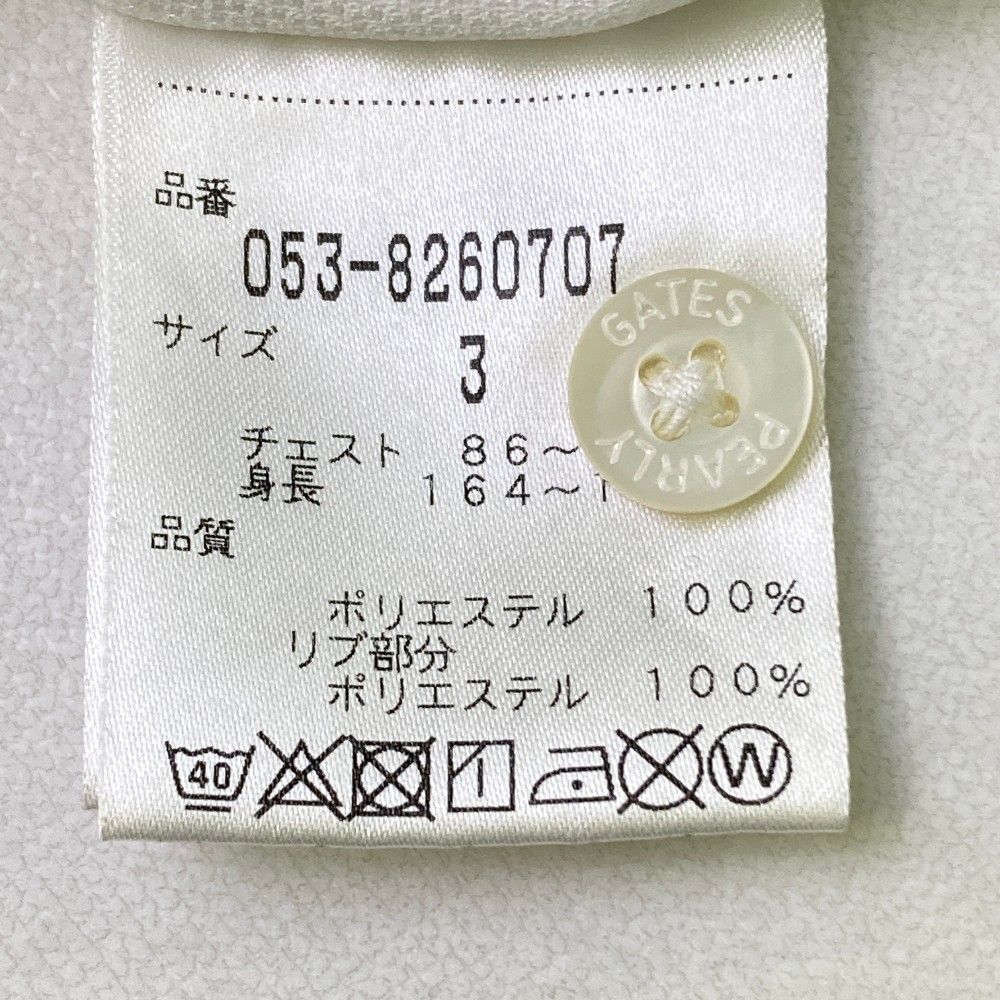 品番
053-8260707
サイズ
3
チェスト 86～
身長 164～1
品質
ポリエステル 100%
リブ部分
ポリエステル 100%
40
W
GATES
PEARLY